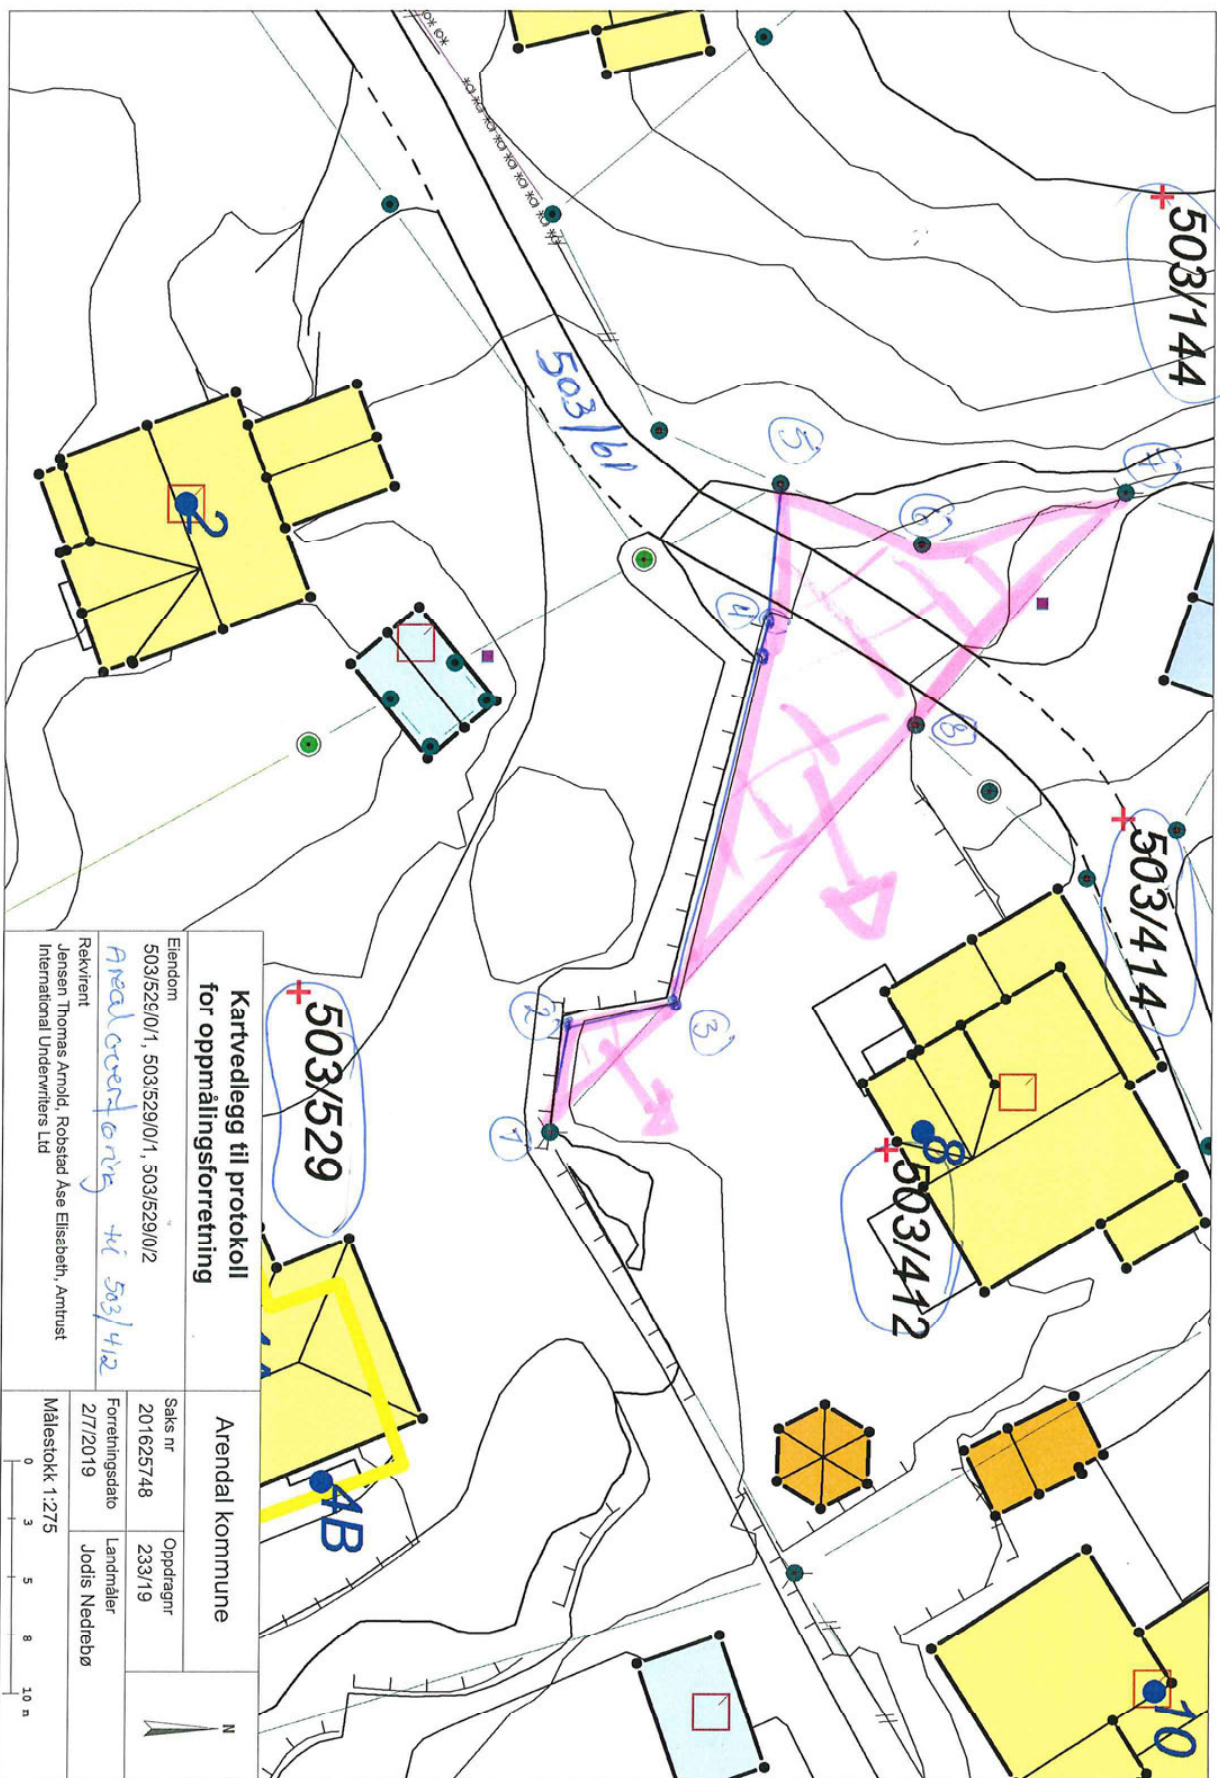 503/144
503/61
5
7
6
4
8
503/414
2
3
2
1
503/529
8
503/412
4B
10
Kartvedlegg til protokoll
for oppmålingsforretning
Arendal kommune
Eiendom
503/529/0/1, 503/529/0/1, 503/529/0/2
Arealoverføring til 503/412
Rekvirent
Jensen Thomas Arnold, Robstad Åse Elisabeth, Amtrust
International Underwriters Ltd
Saks nr
201625748
Oppdragnr
233/19
Forretningsdato
2/7/2019
Landmåler
Jodis Nedrebø
Målestokk 1:275
0 3 5 8 10 m
N